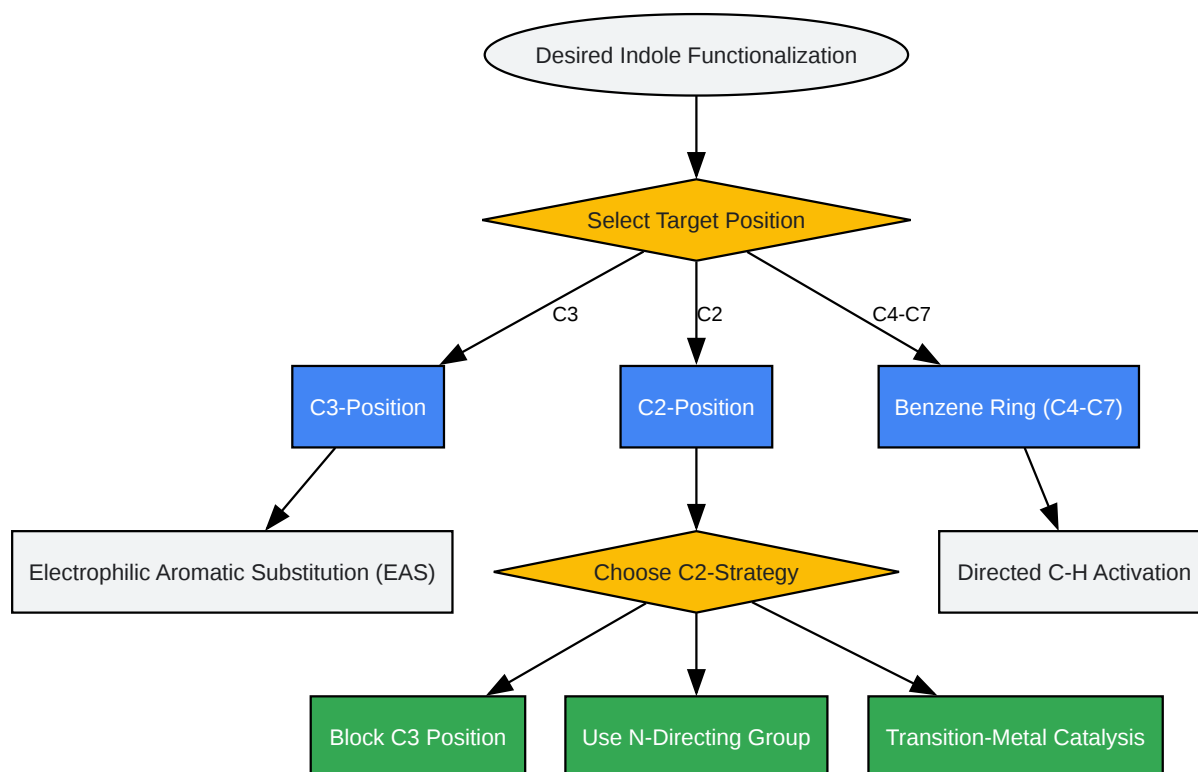 Desired Indole Functionalization
Select Target Position
C3
C2
C4-C7
C3-Position
C2-Position
Benzene Ring (C4-C7)
Electrophilic Aromatic Substitution (EAS)
Choose C2-Strategy
Directed C-H Activation
Block C3 Position
Use N-Directing Group
Transition-Metal Catalysis